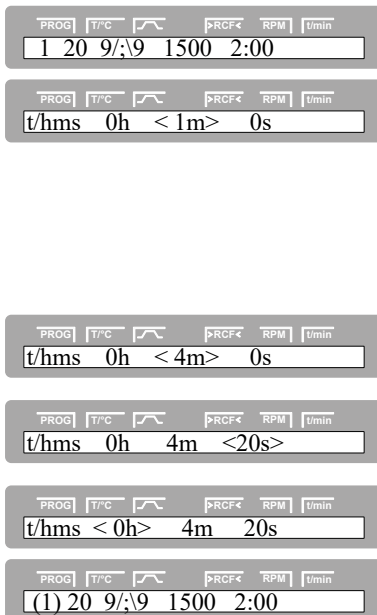 PROG T/°C >RCF< RPM t/min
1 20 9/;\9 1500 2:00
PROG T/°C >RCF< RPM t/min
t/hms 0h < 1m> 0s
PROG T/°C >RCF< RPM t/min
t/hms 0h < 4m> 0s
PROG T/°C >RCF< RPM t/min
t/hms 0h 4m <20s>
PROG T/°C >RCF< RPM t/min
t/hms < 0h> 4m 20s
PROG T/°C >RCF< RPM t/min
(1) 20 9/;\9 1500 2:00